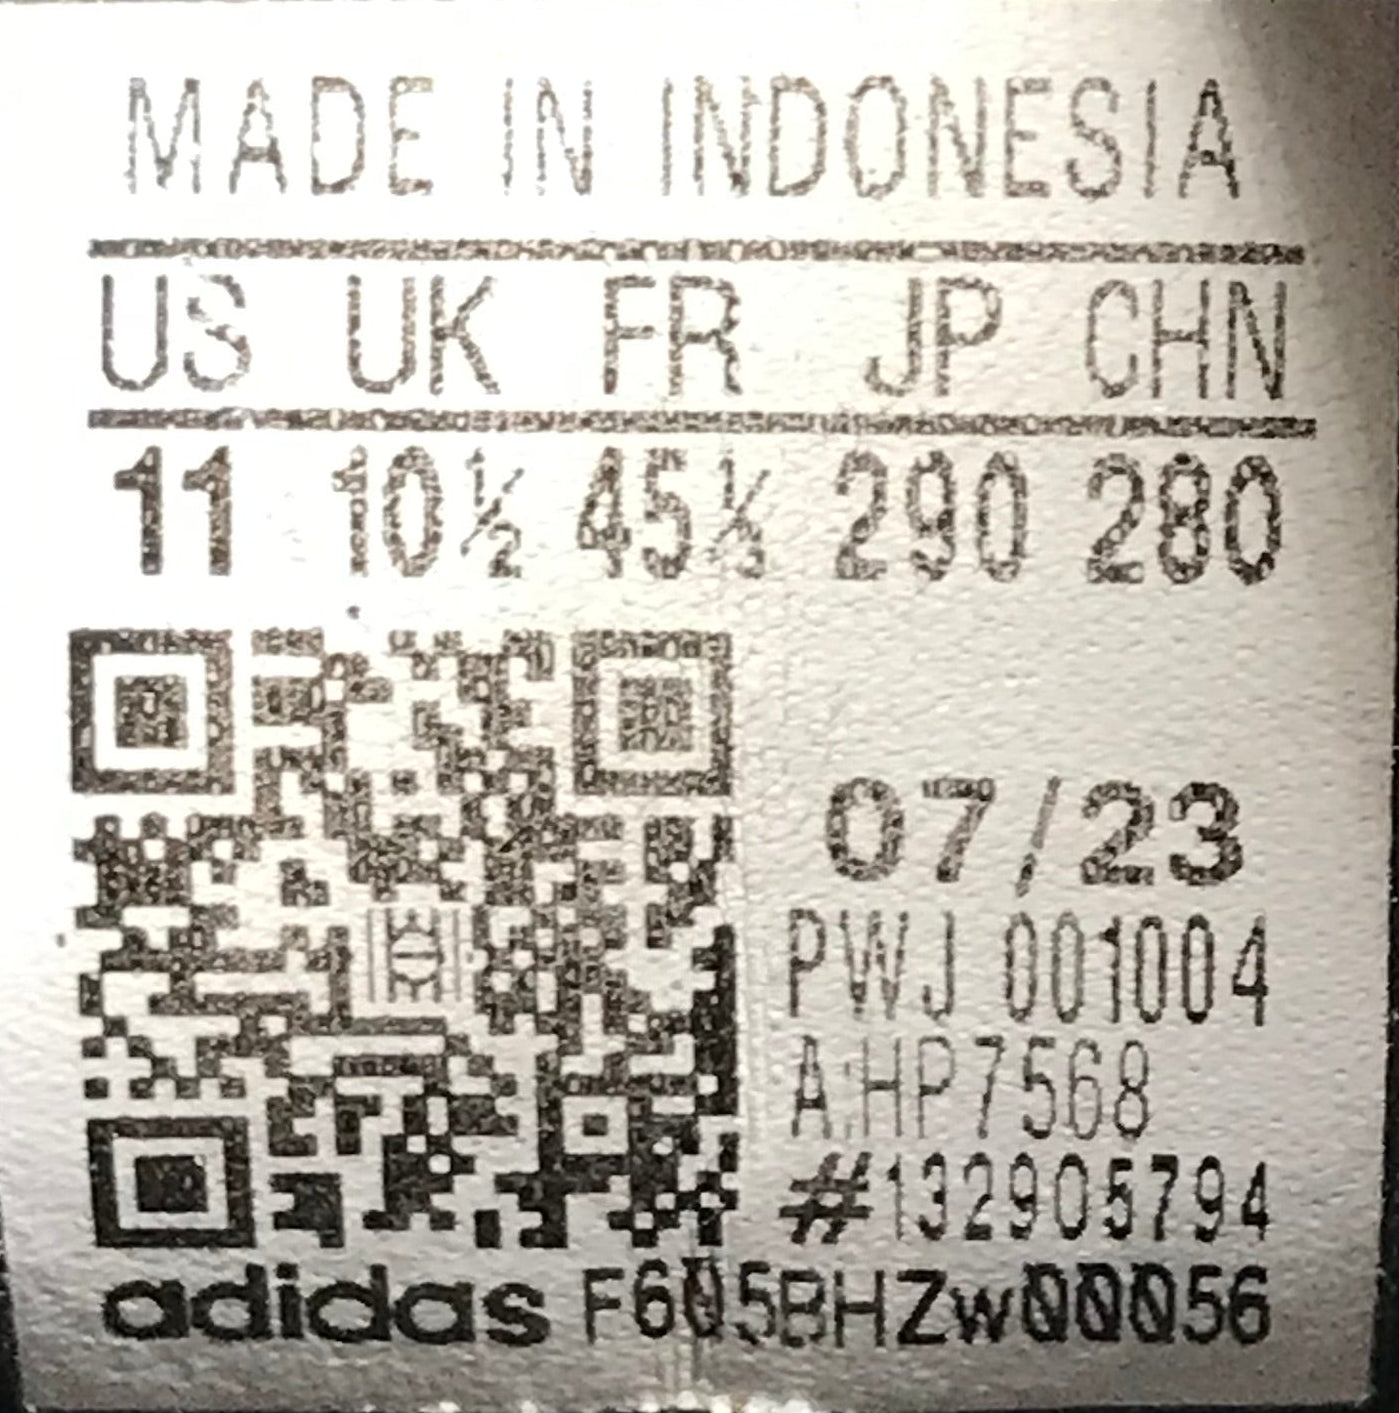 MADE IN INDONESIA
US UK FR JP CHN
11 10½ 45⅓ 290 280
07/23
PWJ 001004
A:HP7568
#132905794
adidas F605BHZw00056